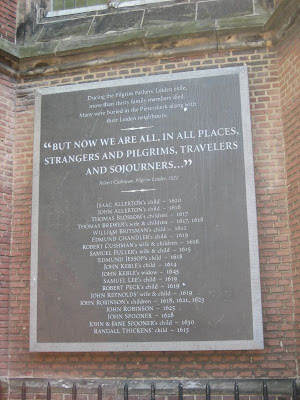 During the Pilgrim Fathers' Leiden exile,
more than thirty family members died.
Many were buried in the Pieterskerk along with
their Leiden neighbours.
“BUT NOW WE ARE ALL, IN ALL PLACES,
STRANGERS AND PILGRIMS, TRAVELERS
AND SOJOURNERS...”
Robert Cushman, Pilgrim Leader, 1622
ISAAC ALLERTON'S child – 1620
JOHN ALLERTON'S child – 1616
THOMAS BLOSSOM'S children – 1617
THOMAS BREWER'S wife & children – 1617, 1618
WILLIAM BRITSMAN'S child – 1612
EDMUND CHANDLER'S child – 1619
ROBERT CUSHMAN'S wife & children – 1616
SAMUEL FULLER'S wife & child – 1615
EDMUND JESSOP'S child – 1618
JOHN KEBLE'S child – 1614
JOHN KEBLE'S widow – 1645
SAMUEL LEE'S child – 1619
ROBERT PECK'S child – 1619
JOHN REYNOLDS' wife & child – 1619
JOHN ROBINSON'S children – 1618, 1621, 1623
JOHN ROBINSON – 1625
JOHN SPOONER – 1628
JOHN & JANE SPOONER'S child – 1630
RANDALL THICKENS' child – 1615